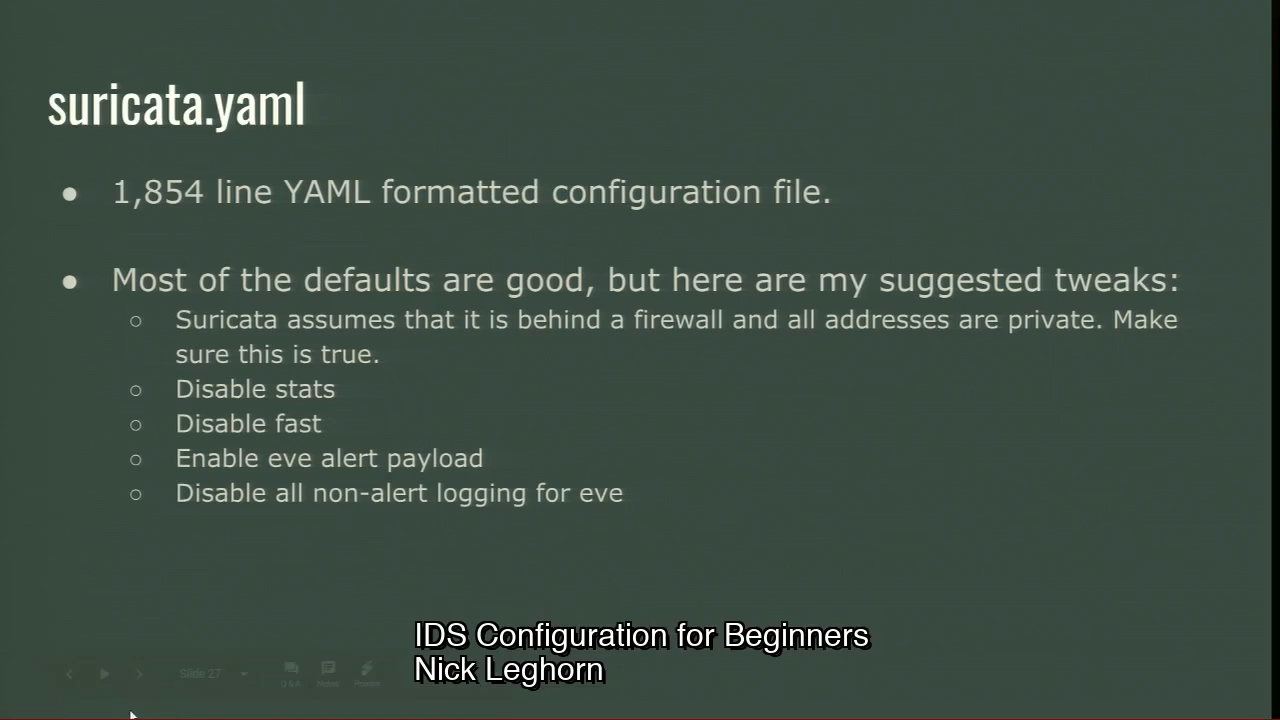 suricata.yaml
● 1,854 line YAML formatted configuration file.
● Most of the defaults are good, but here are my suggested tweaks:
○ Suricata assumes that it is behind a firewall and all addresses are private. Make
sure this is true.
○ Disable stats
○ Disable fast
○ Enable eve alert payload
○ Disable all non-alert logging for eve
IDS Configuration for Beginners
Nick Leghorn
Slide 27
Q&A